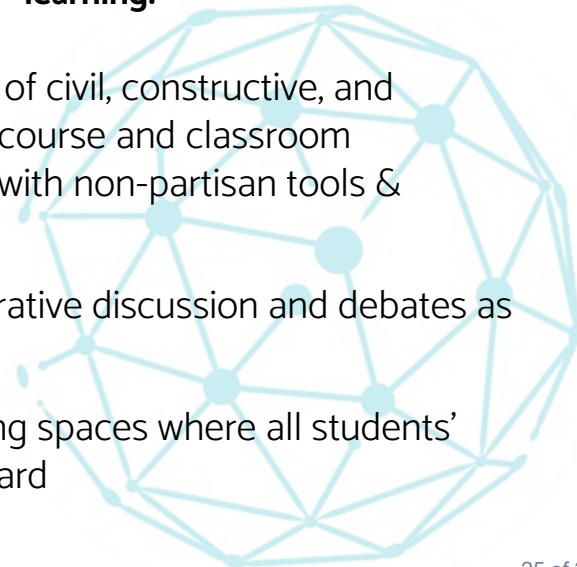 learning.
of civil, constructive, and
course and classroom
with non-partisan tools &
rative discussion and debates as
ng spaces where all students’
ard
25 of